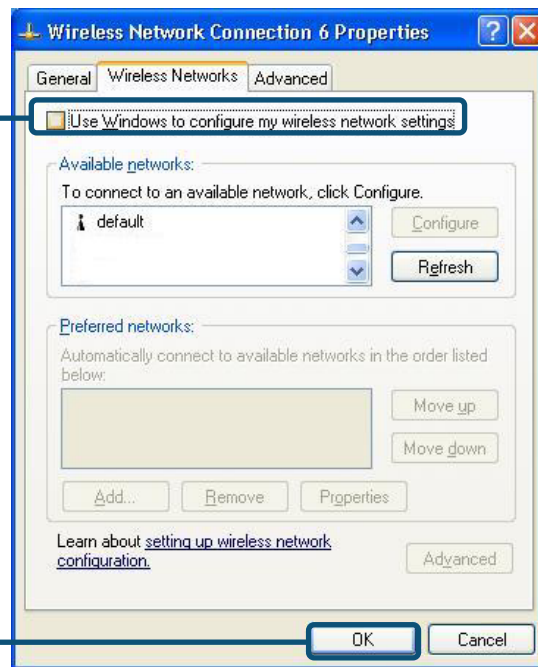 Wireless Network Connection 6 Properties
General Wireless Networks Advanced
Use Windows to configure my wireless network settings
Available networks:
To connect to an available network, click Configure.
default
Configure
Refresh
Preferred networks:
Automatically connect to available networks in the order listed
below:
Move up
Move down
Add... Remove Properties
Learn about setting up wireless network
configuration.
Advanced
OK Cancel